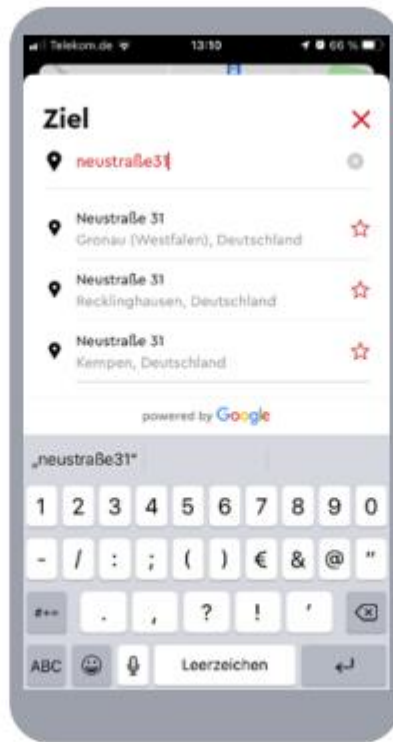 Telekom.de 13:10 66 %
Ziel
neustraße31
Neustraße 31
Gronau (Westfalen), Deutschland
Neustraße 31
Recklinghausen, Deutschland
Neustraße 31
Kempen, Deutschland
powered by Google
„neustraße31“
1 2 3 4 5 6 7 8 9 0
- / : ; ( ) € & @ "
#+= . , ? ! ' 
ABC Leerzeichen